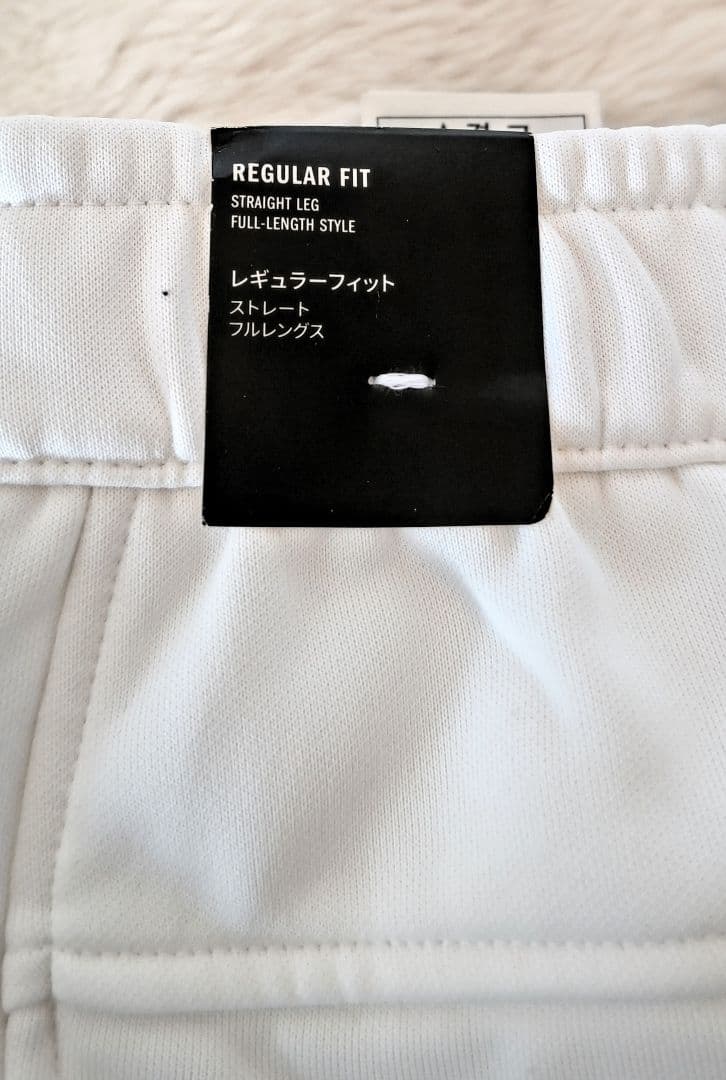 REGULAR FIT
STRAIGHT LEG
FULL-LENGTH STYLE
レギュラーフィット
ストレート
フルレングス